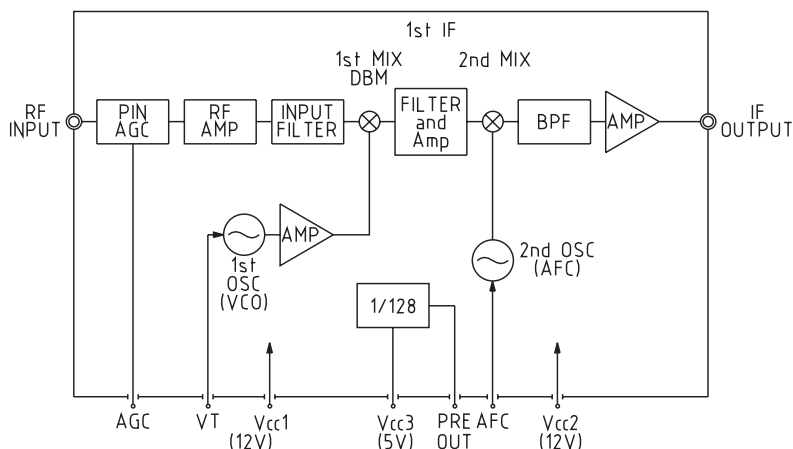 1st IF
1st MIX
DBM
2nd MIX
RF
INPUT
PIN
AGC
RF
AMP
INPUT
FILTER
FILTER
and
Amp
BPF
AMP
IF
OUTPUT
AMP
1st
OSC
(VCO)
2nd OSC
(AFC)
1/128
AGC
VT
Vcc1
(12V)
Vcc3
(5V)
PRE
OUT
AFC
Vcc2
(12V)